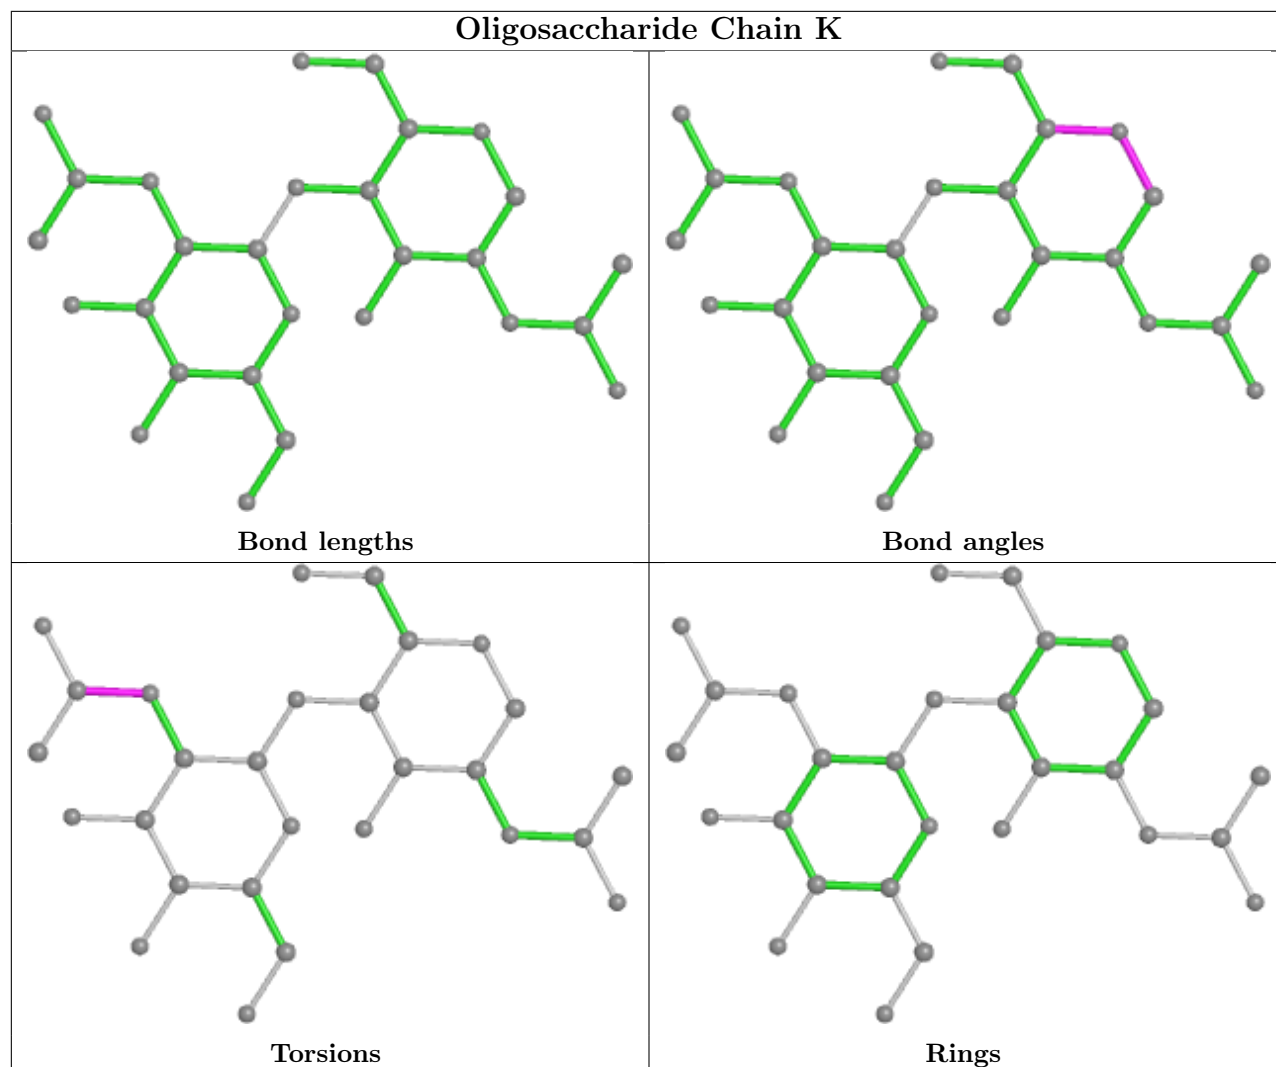 Oligosaccharide Chain K
Bond lengths
Bond angles
Torsions
Rings